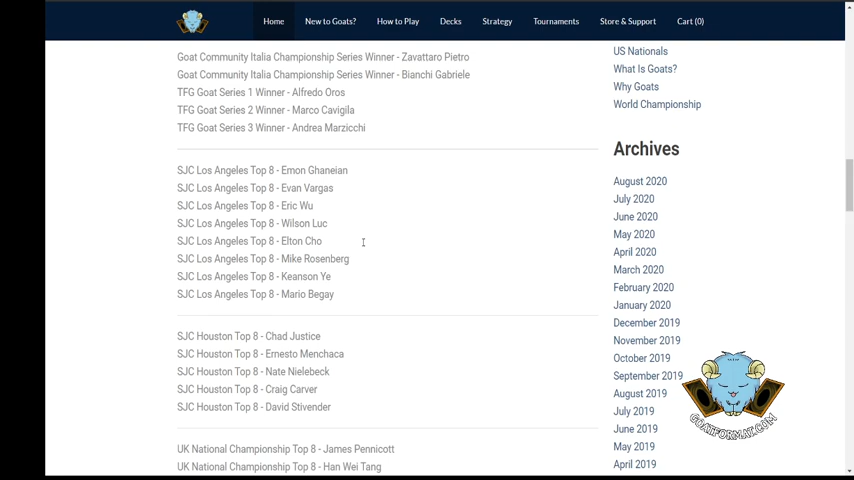 Home New to Goats? How to Play Decks Strategy Tournaments Store & Support Cart (0)
Goat Community Italia Championship Series Winner - Zavattaro Pietro
Goat Community Italia Championship Series Winner - Bianchi Gabriele
TFG Goat Series 1 Winner - Alfredo Oros
TFG Goat Series 2 Winner - Marco Cavigila
TFG Goat Series 3 Winner - Andrea Marzicchi
SJC Los Angeles Top 8 - Emon Ghaneian
SJC Los Angeles Top 8 - Evan Vargas
SJC Los Angeles Top 8 - Eric Wu
SJC Los Angeles Top 8 - Wilson Luc
SJC Los Angeles Top 8 - Elton Cho
SJC Los Angeles Top 8 - Mike Rosenberg
SJC Los Angeles Top 8 - Keanson Ye
SJC Los Angeles Top 8 - Mario Begay
SJC Houston Top 8 - Chad Justice
SJC Houston Top 8 - Ernesto Menchaca
SJC Houston Top 8 - Nate Nielebeck
SJC Houston Top 8 - Craig Carver
SJC Houston Top 8 - David Stivender
UK National Championship Top 8 - James Pennicott
UK National Championship Top 8 - Han Wei Tang
US Nationals
What Is Goats?
Why Goats
World Championship
Archives
August 2020
July 2020
June 2020
May 2020
April 2020
March 2020
February 2020
January 2020
December 2019
November 2019
October 2019
September 2019
August 2019
July 2019
June 2019
May 2019
April 2019
GOATFORMAT.COM